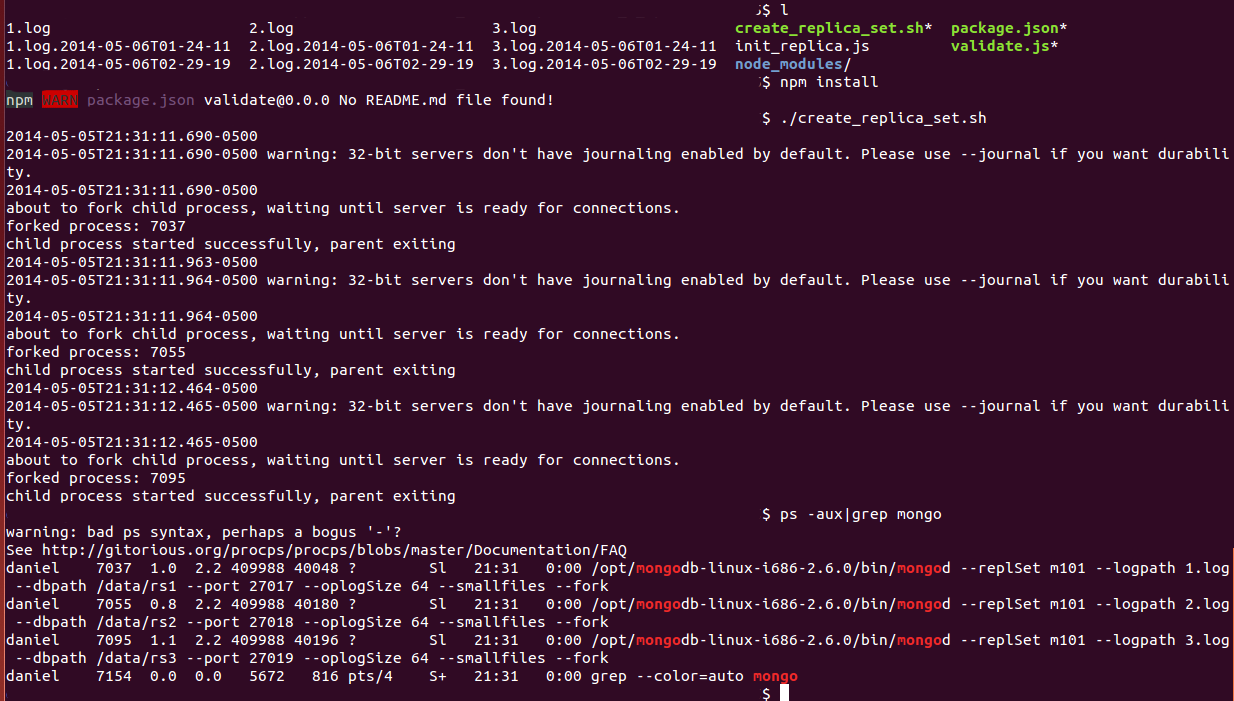 $ l
1.log 2.log 3.log create_replica_set.sh* package.json*
1.log.2014-05-06T01-24-11 2.log.2014-05-06T01-24-11 3.log.2014-05-06T01-24-11 init_replica.js validate.js*
1.log.2014-05-06T02-29-19 2.log.2014-05-06T02-29-19 3.log.2014-05-06T02-29-19 node_modules/
$ npm install
npm WARN package.json validate@0.0.0 No README.md file found!
$ ./create_replica_set.sh
2014-05-05T21:31:11.690-0500
2014-05-05T21:31:11.690-0500 warning: 32-bit servers don't have journaling enabled by default. Please use --journal if you want durabili
ty.
2014-05-05T21:31:11.690-0500
about to fork child process, waiting until server is ready for connections.
forked process: 7037
child process started successfully, parent exiting
2014-05-05T21:31:11.963-0500
2014-05-05T21:31:11.964-0500 warning: 32-bit servers don't have journaling enabled by default. Please use --journal if you want durabili
ty.
2014-05-05T21:31:11.964-0500
about to fork child process, waiting until server is ready for connections.
forked process: 7055
child process started successfully, parent exiting
2014-05-05T21:31:12.464-0500
2014-05-05T21:31:12.465-0500 warning: 32-bit servers don't have journaling enabled by default. Please use --journal if you want durabili
ty.
2014-05-05T21:31:12.465-0500
about to fork child process, waiting until server is ready for connections.
forked process: 7095
child process started successfully, parent exiting
$ ps -aux|grep mongo
warning: bad ps syntax, perhaps a bogus '-'?
See http://gitorious.org/procps/procps/blobs/master/Documentation/FAQ
daniel 7037 1.0 2.2 409988 40048 ? Sl 21:31 0:00 /opt/mongodb-linux-i686-2.6.0/bin/mongod --replSet m101 --logpath 1.log
--dbpath /data/rs1 --port 27017 --oplogSize 64 --smallfiles --fork
daniel 7055 0.8 2.2 409988 40180 ? Sl 21:31 0:00 /opt/mongodb-linux-i686-2.6.0/bin/mongod --replSet m101 --logpath 2.log
--dbpath /data/rs2 --port 27018 --oplogSize 64 --smallfiles --fork
daniel 7095 1.1 2.2 409988 40196 ? Sl 21:31 0:00 /opt/mongodb-linux-i686-2.6.0/bin/mongod --replSet m101 --logpath 3.log
--dbpath /data/rs3 --port 27019 --oplogSize 64 --smallfiles --fork
daniel 7154 0.0 0.0 5672 816 pts/4 S+ 21:31 0:00 grep --color=auto mongo
$